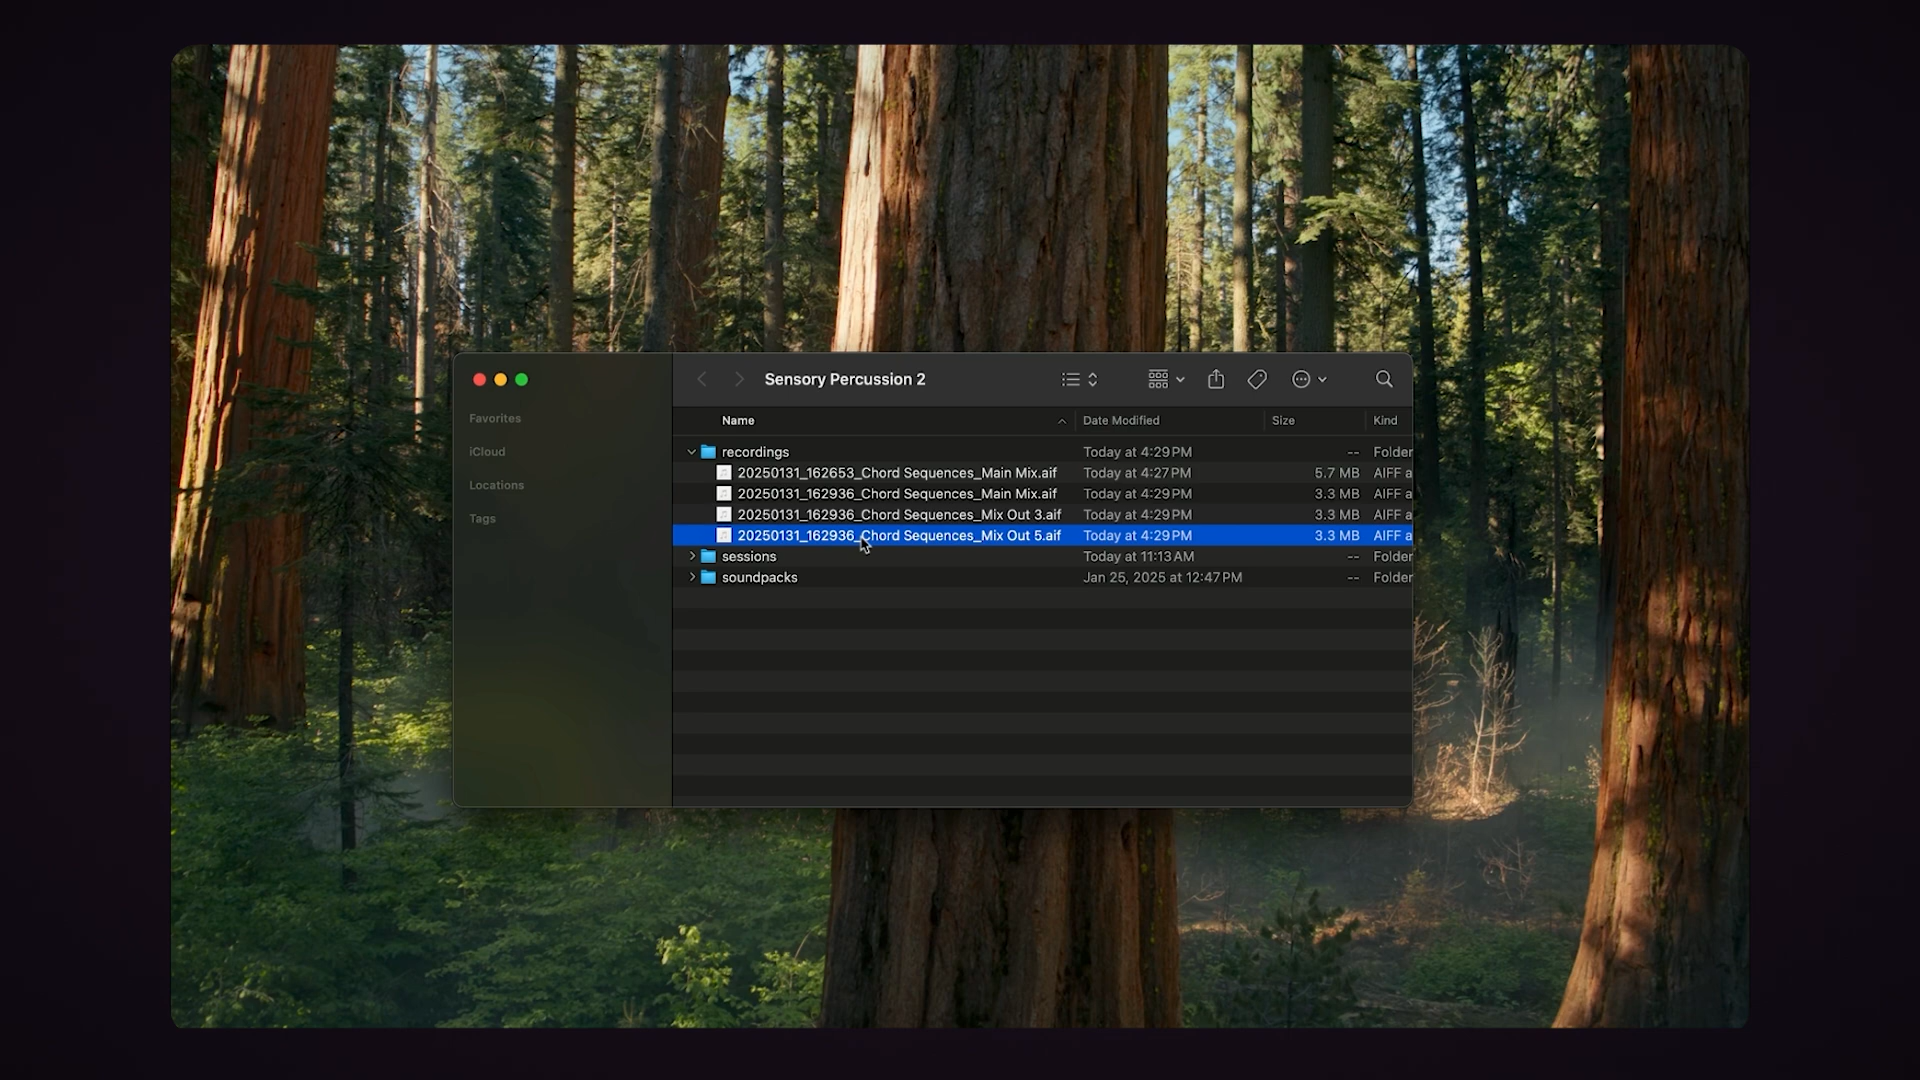 Sensory Percussion 2
Favorites
iCloud
Locations
Tags
Name Date Modified Size Kind
recordings Today at 4:29 PM -- Folder
20250131_162653_Chord Sequences_Main Mix.aif Today at 4:27 PM 5.7 MB AIFF a
20250131_162936_Chord Sequences_Main Mix.aif Today at 4:29 PM 3.3 MB AIFF a
20250131_162936_Chord Sequences_Mix Out 3.aif Today at 4:29 PM 3.3 MB AIFF a
20250131_162936_Chord Sequences_Mix Out 5.aif Today at 4:29 PM 3.3 MB AIFF a
sessions Today at 11:13 AM -- Folder
soundpacks Jan 25, 2025 at 12:47 PM -- Folder